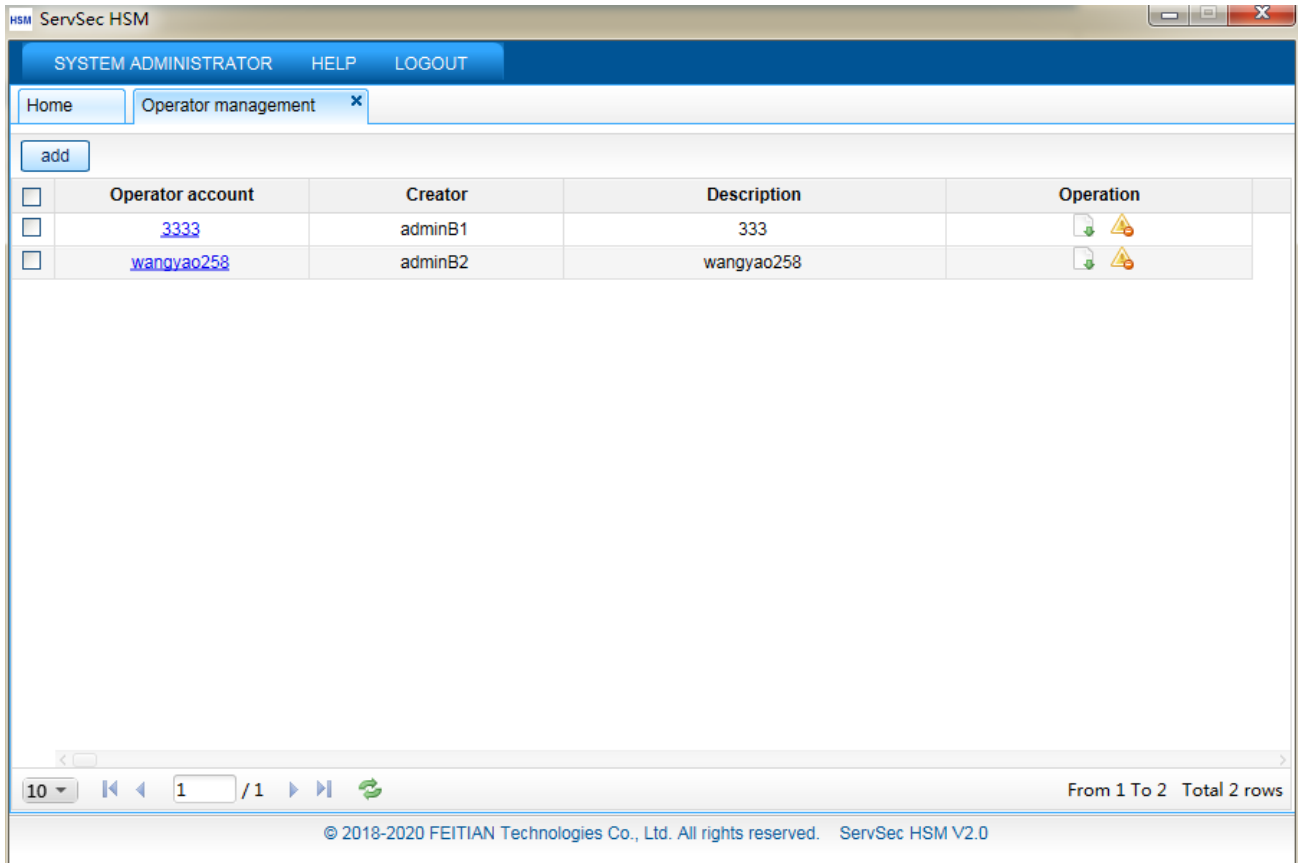 HSM ServSec HSM
SYSTEM ADMINISTRATOR HELP LOGOUT
Home Operator management
add
Operator account Creator Description Operation
3333 adminB1 333
wangyao258 adminB2 wangyao258
10 1 / 1 From 1 To 2 Total 2 rows
© 2018-2020 FEITIAN Technologies Co., Ltd. All rights reserved. ServSec HSM V2.0